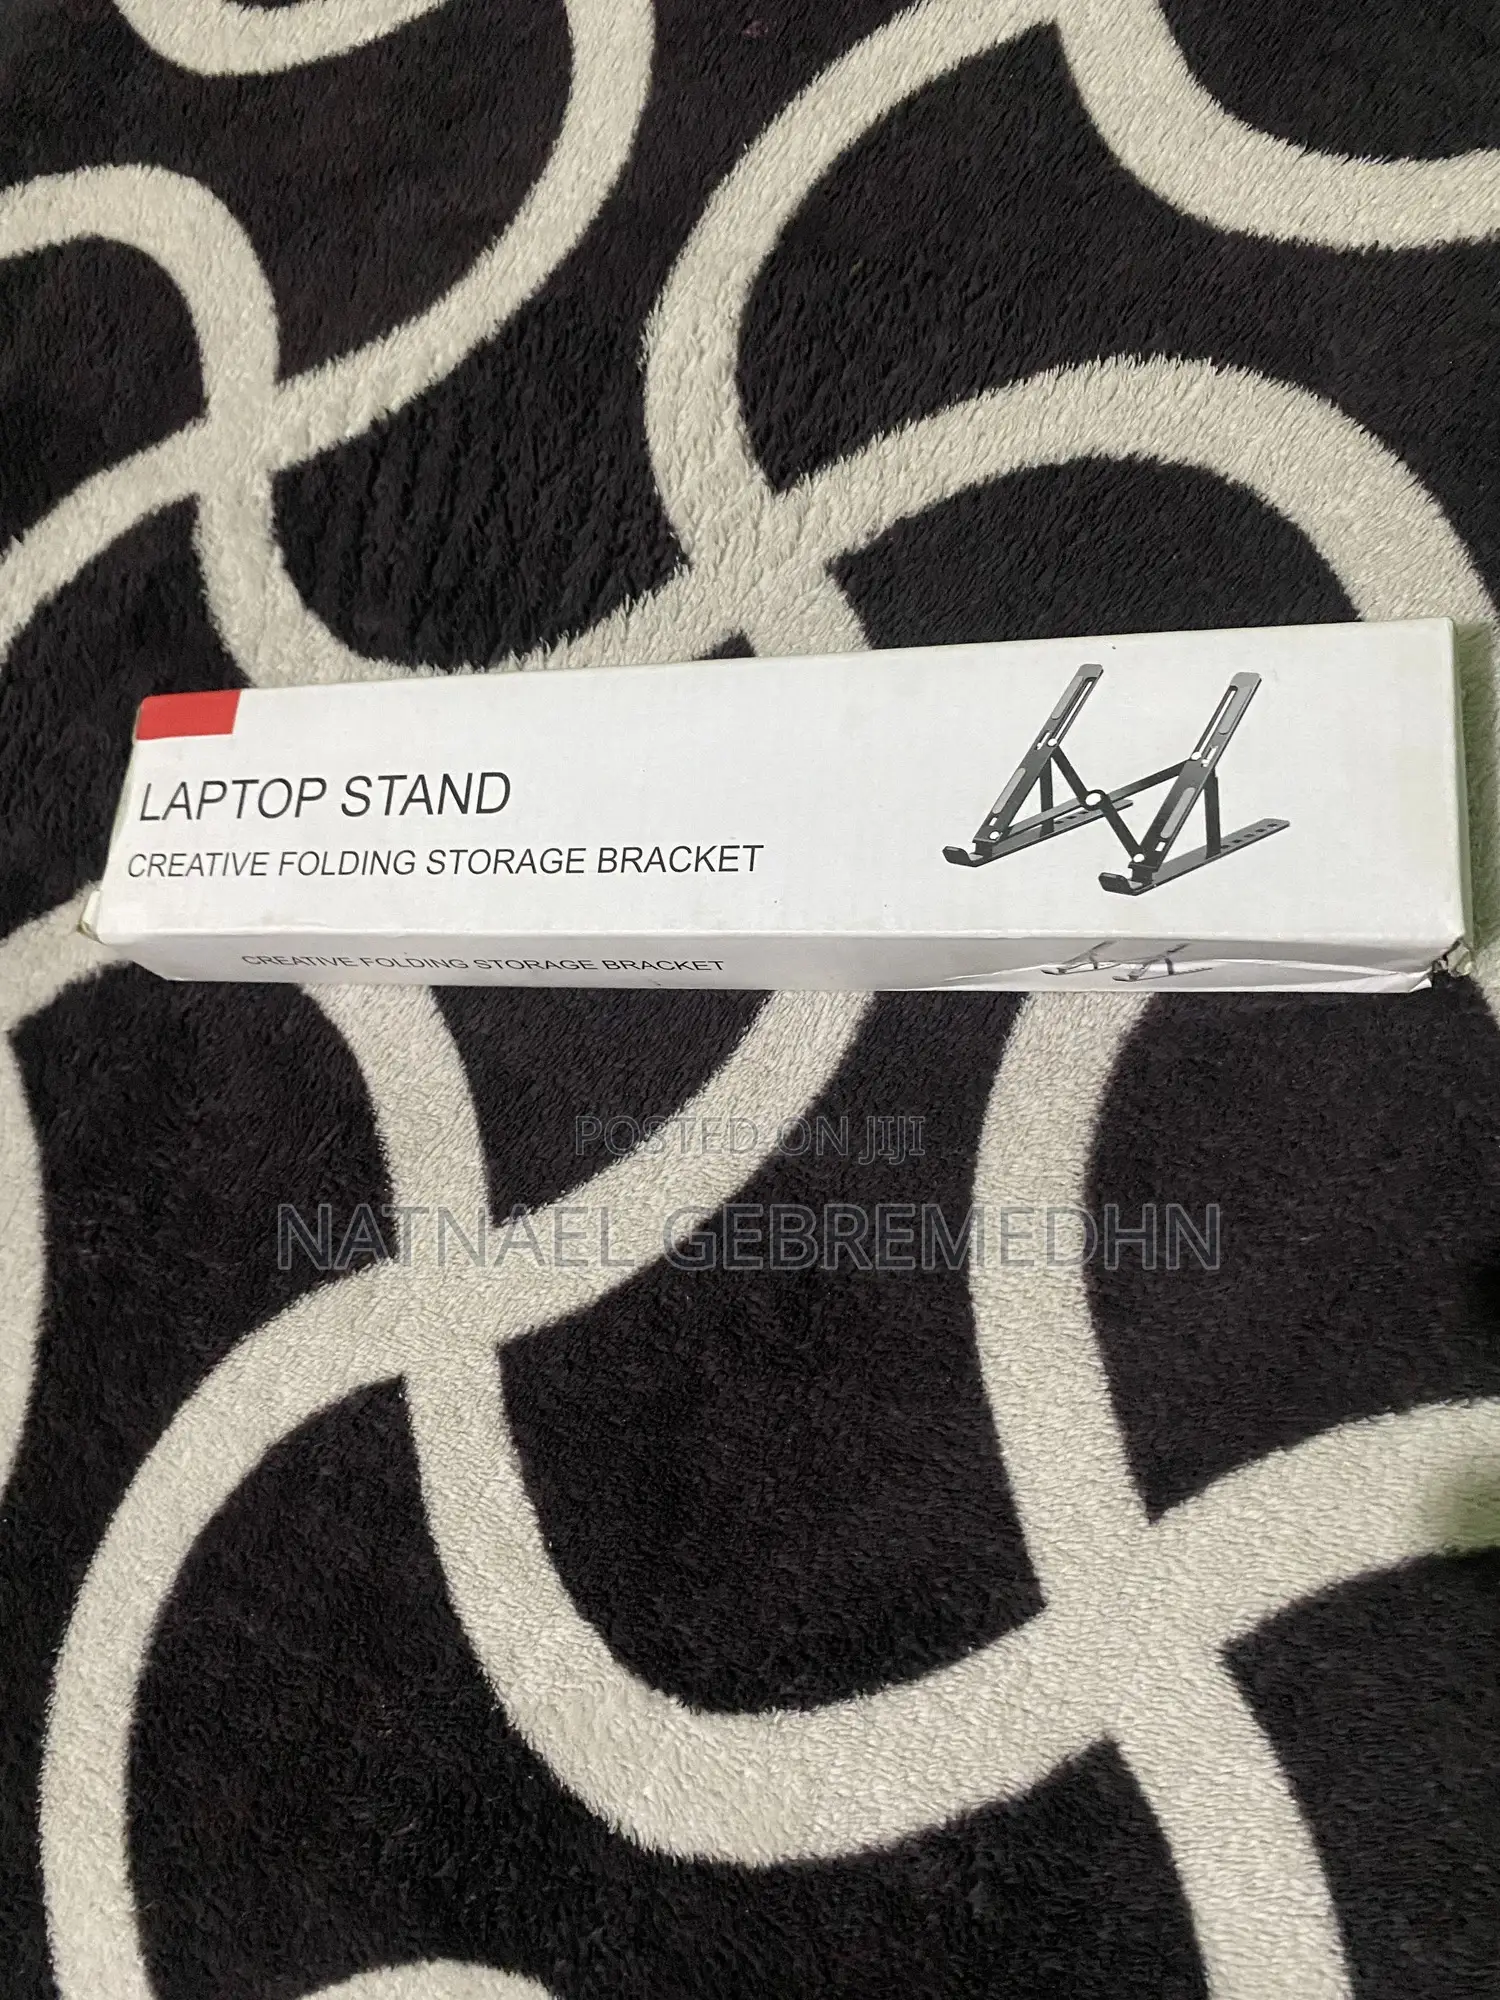 LAPTOP STAND
CREATIVE FOLDING STORAGE BRACKET
CREATIVE FOLDING STORAGE BRACKET
POSTED ON JIJI
NATNAEL GEBREMEDHN